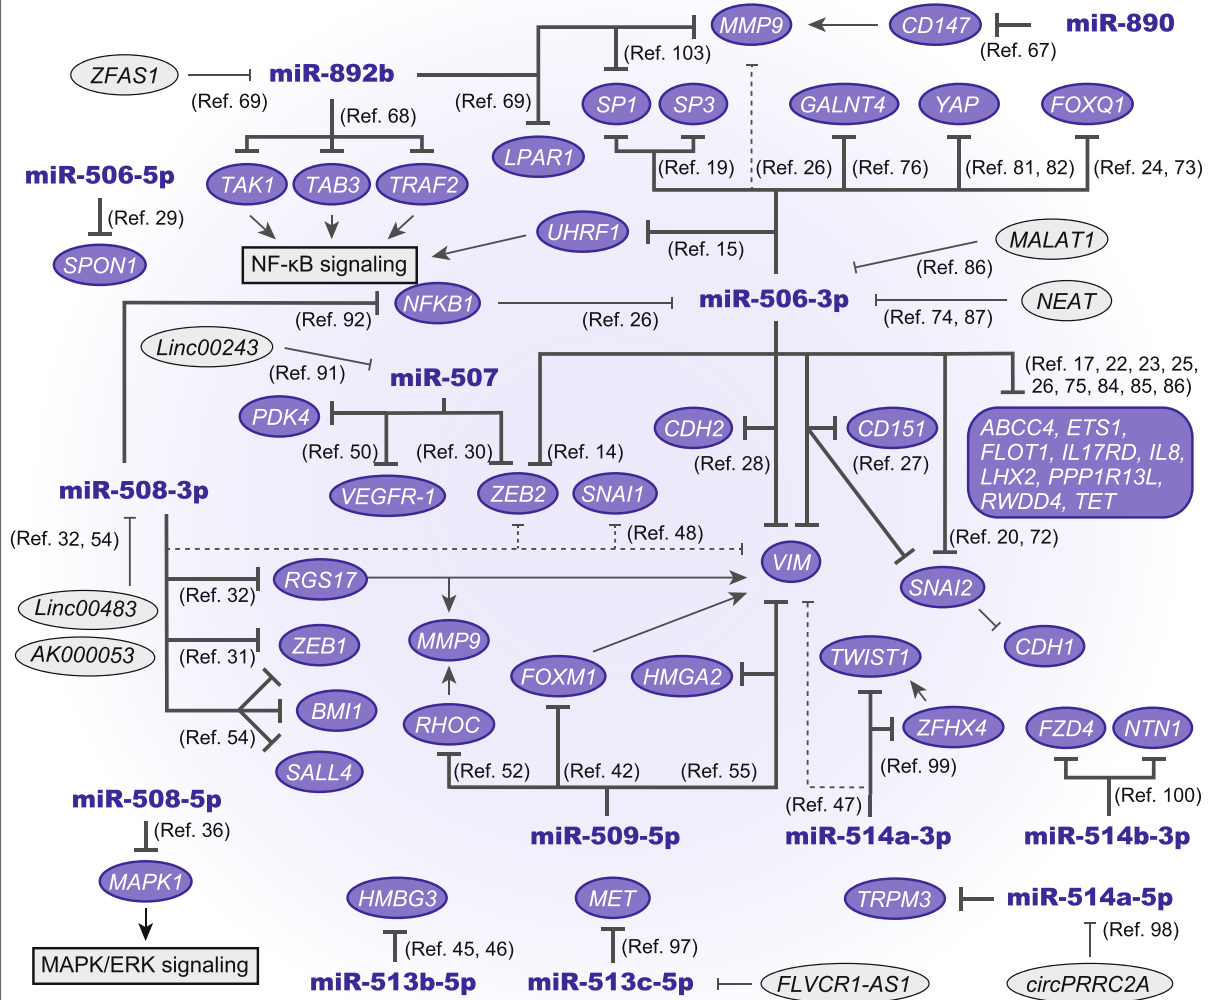 MMP9
CD147
miR-890
(Ref. 103)
(Ref. 67)
ZFAS1
miR-892b
(Ref. 69)
(Ref. 69)
(Ref. 68)
SP1
SP3
GALNT4
YAP
FOXQ1
LPAR1
(Ref. 19)
(Ref. 26)
(Ref. 76)
(Ref. 81, 82)
(Ref. 24, 73)
miR-506-5p
TAK1
TAB3
TRAF2
(Ref. 29)
SPON1
UHRF1
(Ref. 15)
MALAT1
(Ref. 86)
NF-κB signaling
NFKB1
(Ref. 92)
(Ref. 26)
miR-506-3p
NEAT
(Ref. 74, 87)
Linc00243
(Ref. 91)
miR-507
(Ref. 17, 22, 23, 25,
26, 75, 84, 85, 86)
PDK4
(Ref. 50)
(Ref. 30)
(Ref. 14)
CDH2
(Ref. 28)
CD151
(Ref. 27)
ABCC4, ETS1,
FLOT1, IL17RD, IL8,
LHX2, PPP1R13L,
RWDD4, TET
miR-508-3p
VEGFR-1
ZEB2
SNAI1
(Ref. 32, 54)
(Ref. 48)
(Ref. 20, 72)
VIM
SNAI2
RGS17
(Ref. 32)
Linc00483
AK000053
ZEB1
(Ref. 31)
MMP9
CDH1
TWIST1
FOXM1
HMGA2
BMI1
(Ref. 54)
SALL4
RHOC
ZFHX4
(Ref. 99)
FZD4
NTN1
(Ref. 52)
(Ref. 42)
(Ref. 55)
(Ref. 47)
(Ref. 100)
miR-508-5p
(Ref. 36)
miR-509-5p
miR-514a-3p
miR-514b-3p
MAPK1
MAPK/ERK signaling
HMBG3
(Ref. 45, 46)
miR-513b-5p
MET
(Ref. 97)
miR-513c-5p
FLVCR1-AS1
TRPM3
miR-514a-5p
(Ref. 98)
circPRRC2A